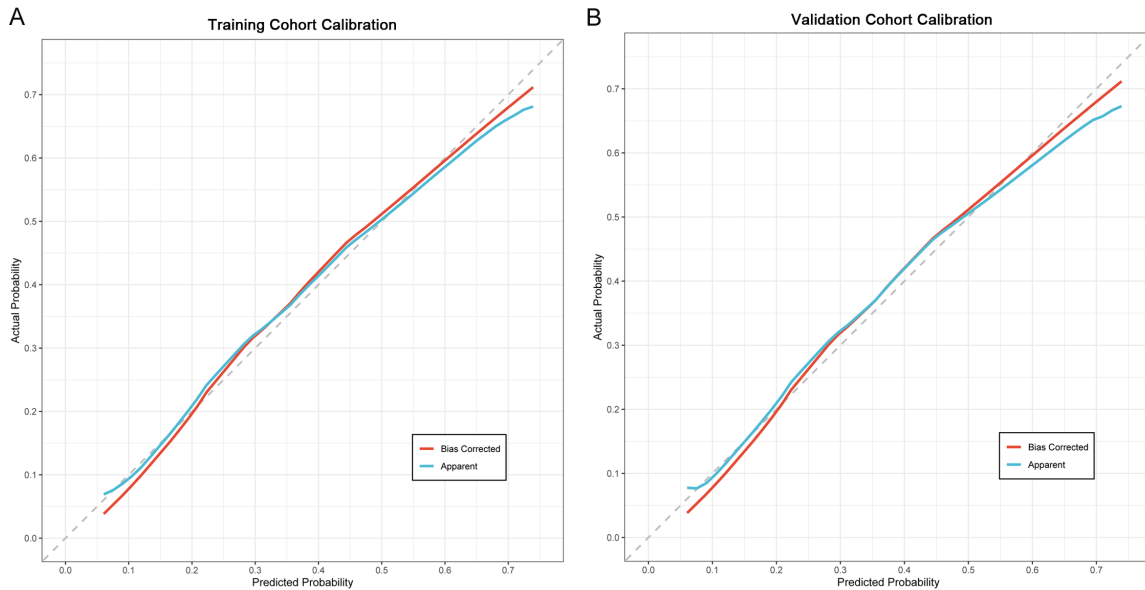 A
Training Cohort Calibration
Actual Probability
0.7
0.6
0.5
0.4
0.3
0.2
0.1
0.0
Bias Corrected
Apparent
0.0 0.1 0.2 0.3 0.4 0.5 0.6 0.7
Predicted Probability
B
Validation Cohort Calibration
Actual Probability
0.7
0.6
0.5
0.4
0.3
0.2
0.1
0.0
Bias Corrected
Apparent
0.0 0.1 0.2 0.3 0.4 0.5 0.6 0.7
Predicted Probability